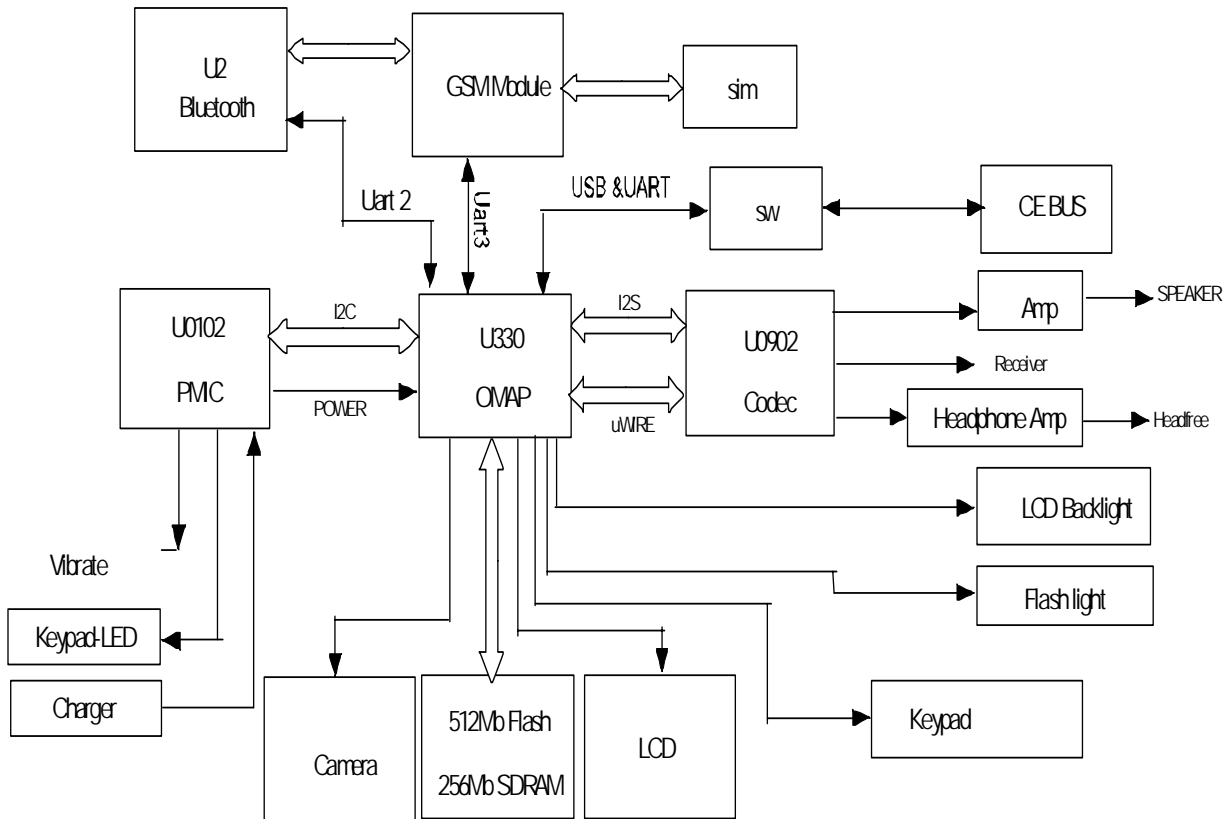 U2
Bluetooth
GSM Module
sim
Uart 2
Uart3
USB &UART
sw
CE BUS
U0102
PMIC
I2C
POWER
U330
OMAP
I2S
uWIRE
U0902
Codec
Amp
SPEAKER
Receiver
Headphone Amp
Headfree
LCD Backlight
Flash light
Vibrate
Keypad-LED
Charger
Camera
512Mb Flash
256Mb SDRAM
LCD
Keypad